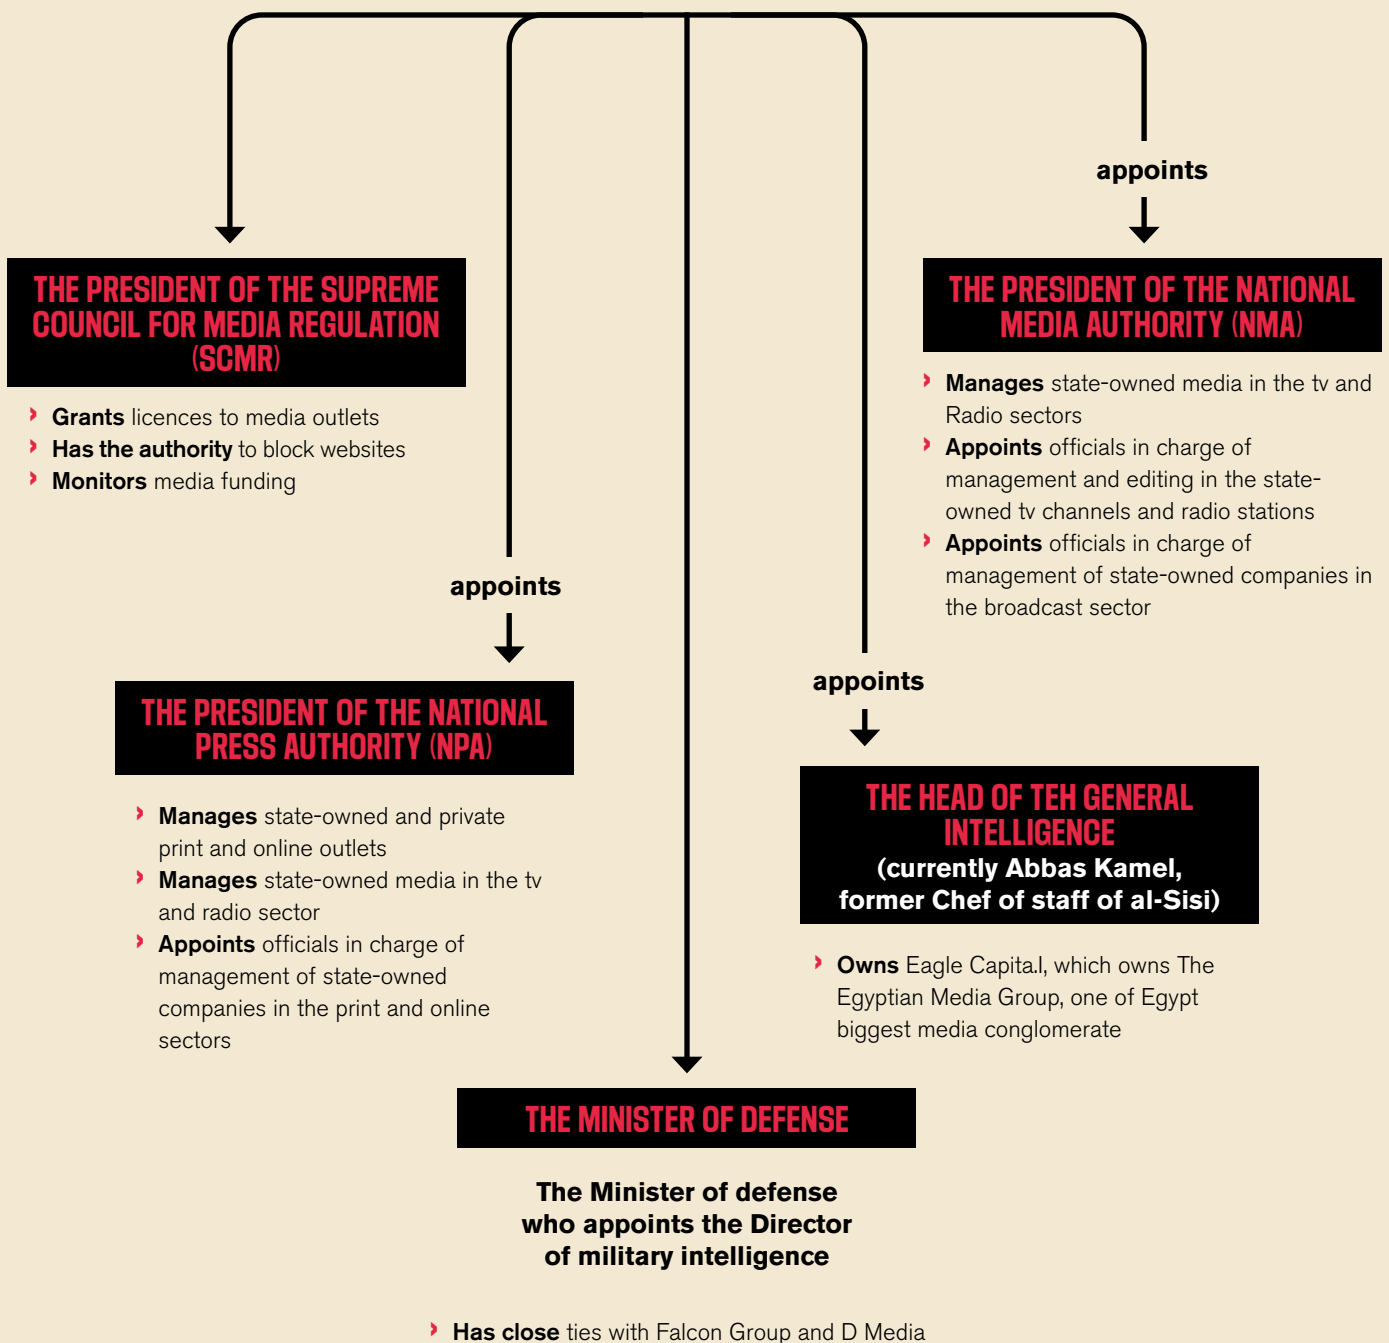 appoints
THE PRESIDENT OF THE SUPREME
COUNCIL FOR MEDIA REGULATION
(SCMR)
› Grants licences to media outlets
› Has the authority to block websites
› Monitors media funding
THE PRESIDENT OF THE NATIONAL
MEDIA AUTHORITY (NMA)
› Manages state-owned media in the tv and
Radio sectors
› Appoints officials in charge of
management and editing in the state-
owned tv channels and radio stations
› Appoints officials in charge of
management of state-owned companies in
the broadcast sector
appoints
THE PRESIDENT OF THE NATIONAL
PRESS AUTHORITY (NPA)
› Manages state-owned and private
print and online outlets
› Manages state-owned media in the tv
and radio sector
› Appoints officials in charge of
management of state-owned
companies in the print and online
sectors
appoints
THE HEAD OF TEH GENERAL
INTELLIGENCE
(currently Abbas Kamel,
former Chef of staff of al-Sisi)
› Owns Eagle Capita.l, which owns The
Egyptian Media Group, one of Egypt
biggest media conglomerate
THE MINISTER OF DEFENSE
The Minister of defense
who appoints the Director
of military intelligence
› Has close ties with Falcon Group and D Media